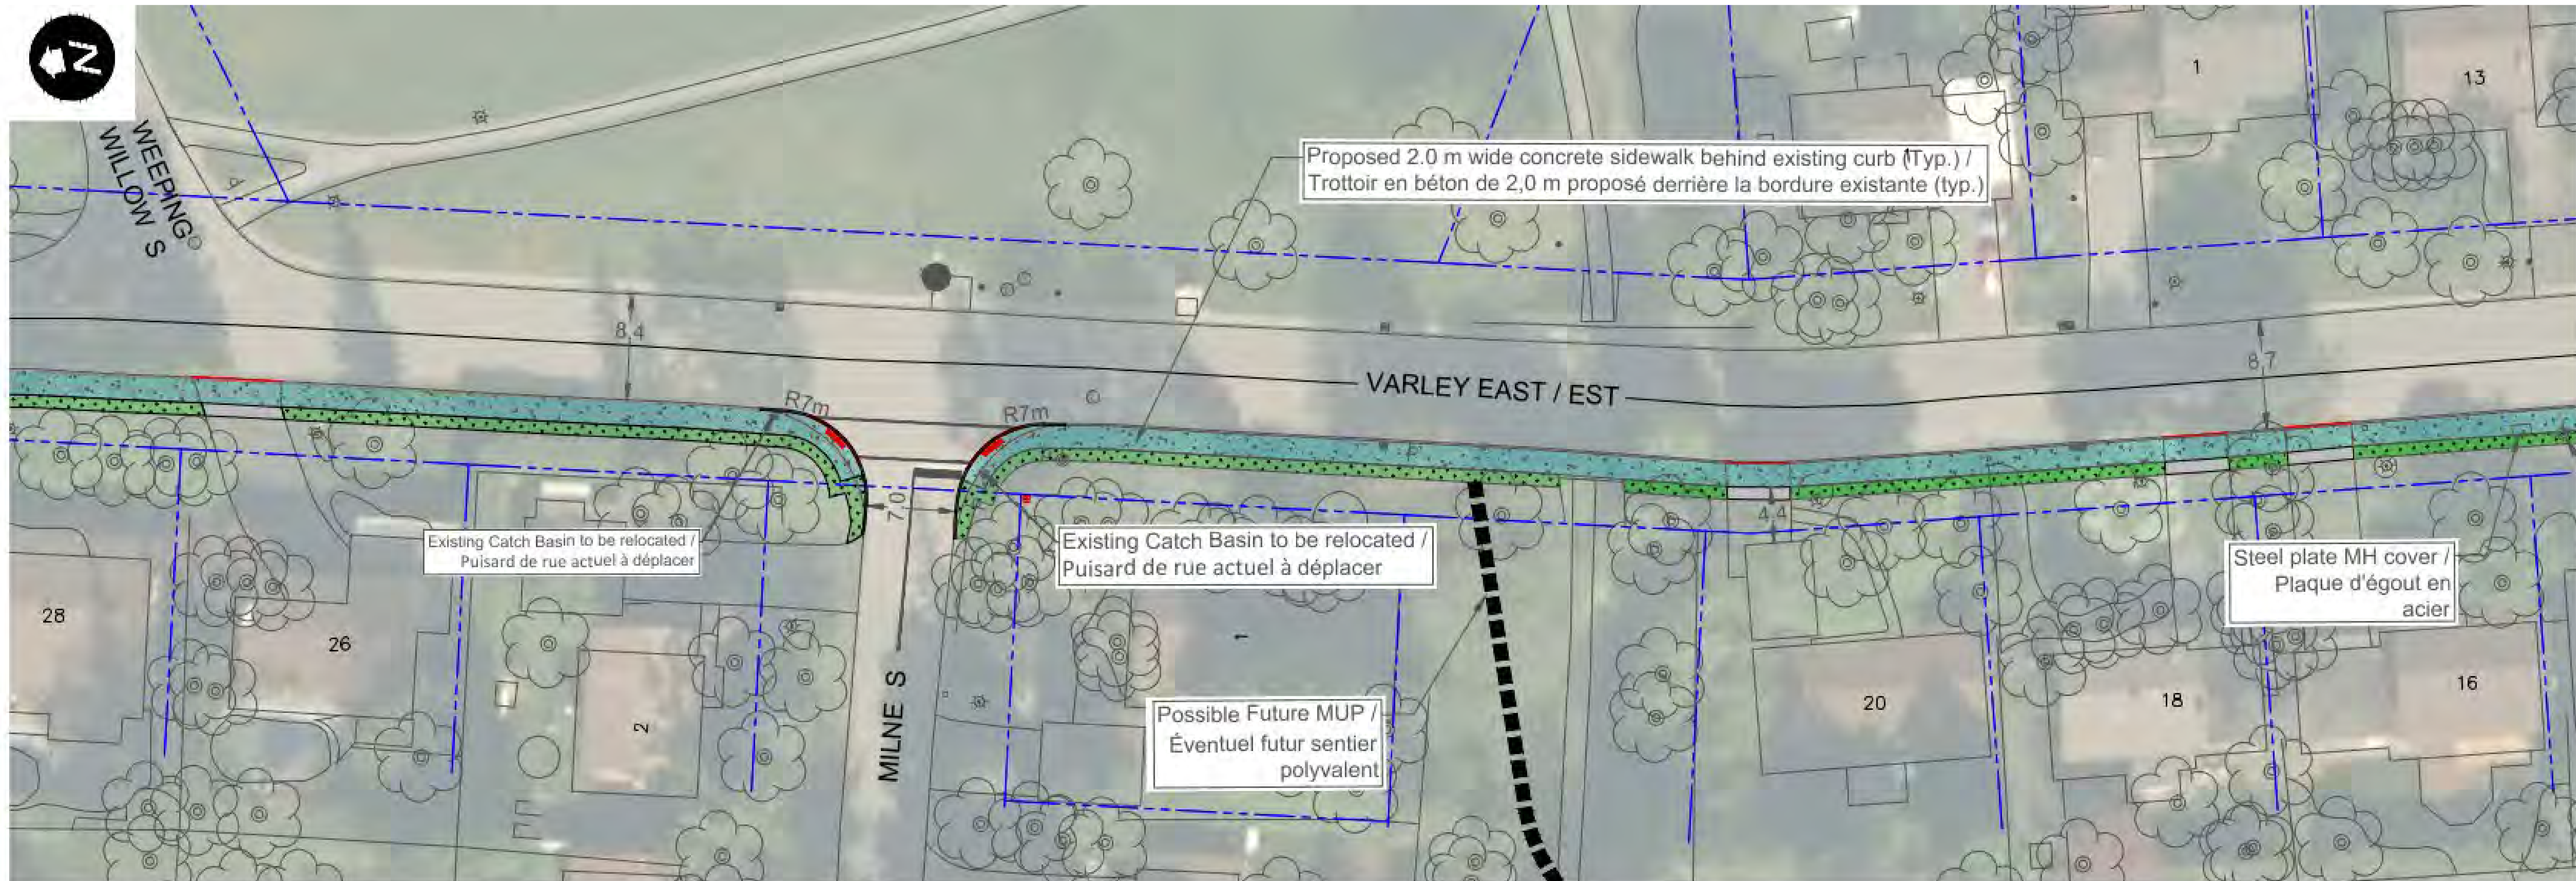 N
WEEPING
WILLOW S
1
13
Proposed 2.0 m wide concrete sidewalk behind existing curb (Typ.) /
Trottoir en béton de 2,0 m proposé derrière la bordure existante (typ.)
8,4
8,7
VARLEY EAST / EST
R7m
R7m
7,0
4,4
Existing Catch Basin to be relocated /
Puisard de rue actuel à déplacer
Existing Catch Basin to be relocated /
Puisard de rue actuel à déplacer
Steel plate MH cover /
Plaque d'égout en
acier
28
26
2
MILNE S
1
Possible Future MUP /
Éventuel futur sentier
polyvalent
20
18
16